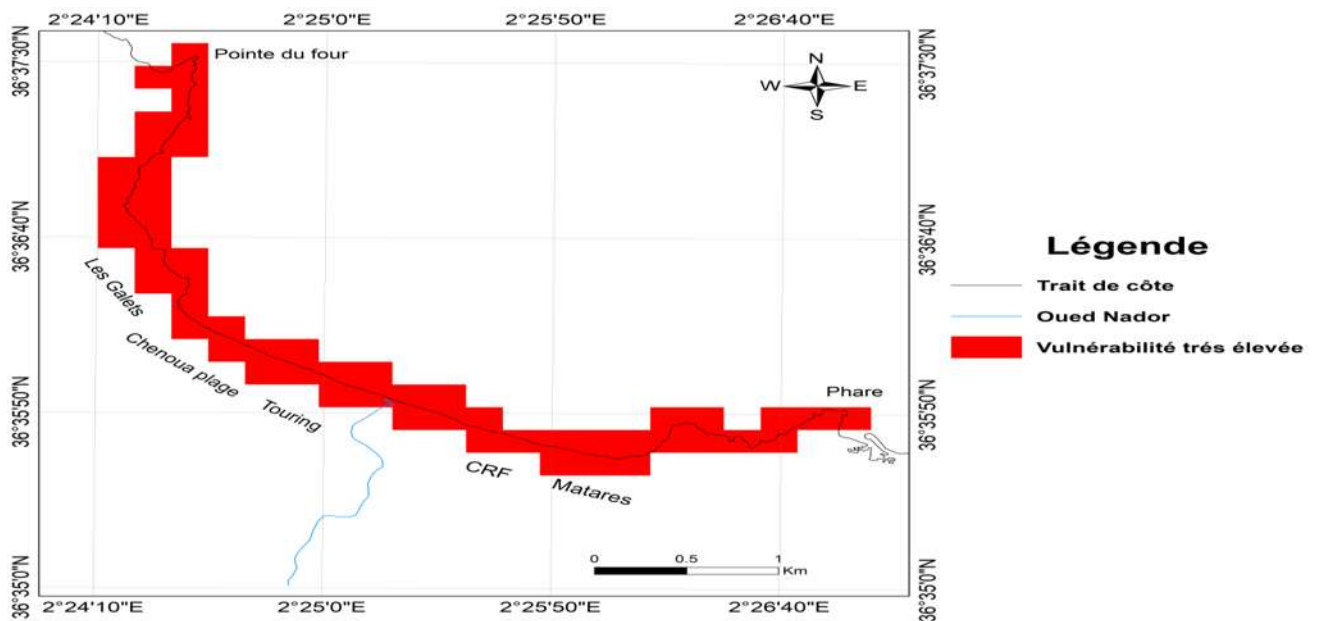 2°24'10"E 2°25'0"E 2°25'50"E 2°26'40"E
36°37'30"N
36°37'30"N
Pointe du four
N
W E
S
36°36'40"N
36°36'40"N
Légende
Trait de côte
Oued Nador
Vulnérabilité trés élevée
Les Galets
Chenoua plage
Touring
Phare
36°35'50"N
36°35'50"N
CRF
Matares
0 0.5 1
Km
36°35'0"N
36°35'0"N
2°24'10"E 2°25'0"E 2°25'50"E 2°26'40"E